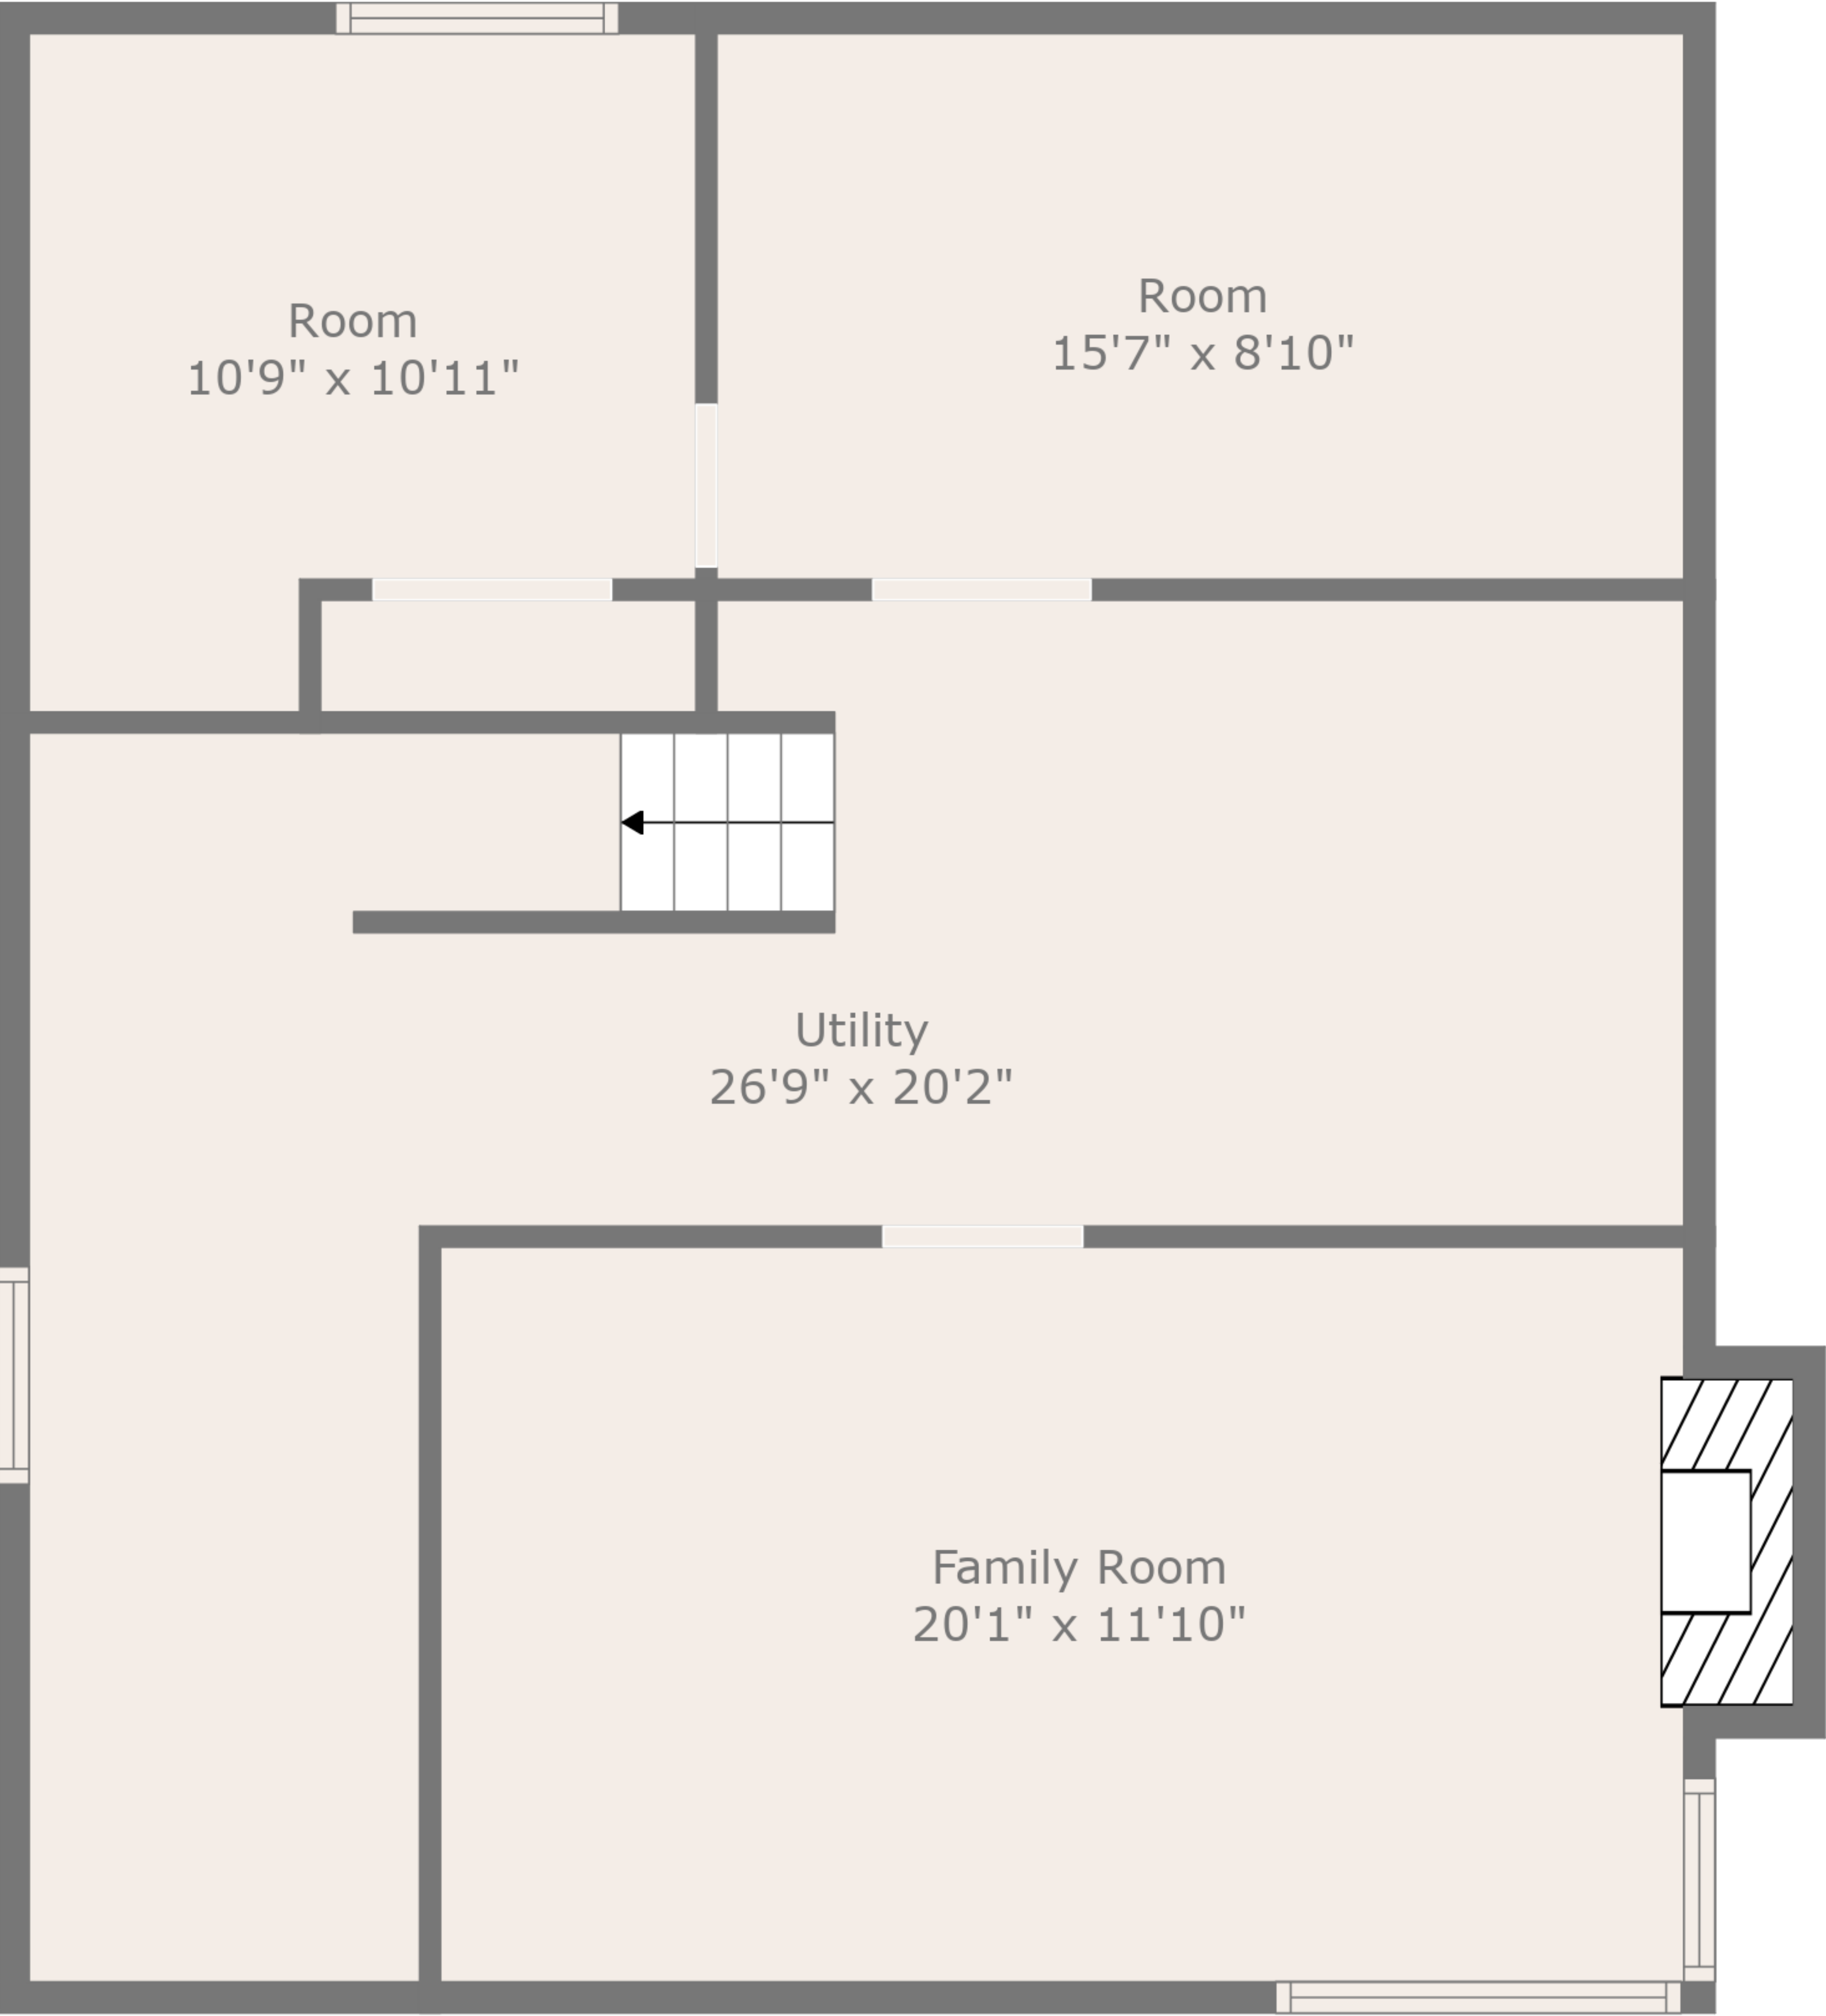 Room
10'9" x 10'11"
Room
15'7" x 8'10"
Utility
26'9" x 20'2"
Family Room
20'1" x 11'10"